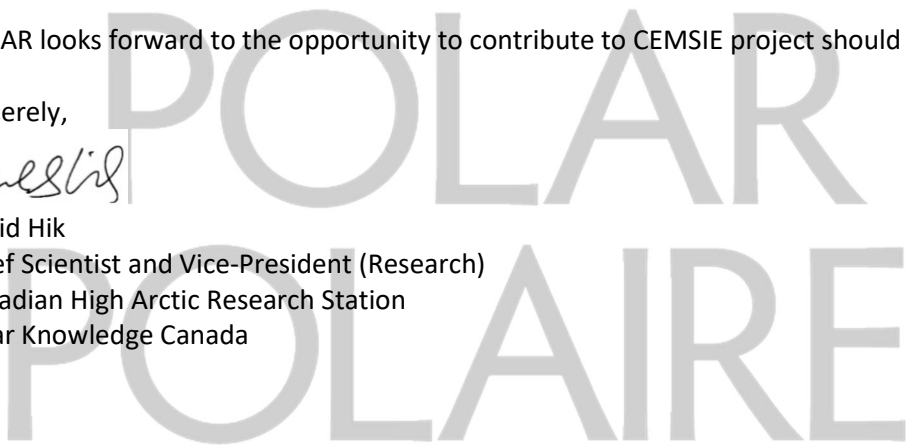 AR looks forward to the opportunity to contribute to CEMSIE project should
erely,
id Hik
ef Scientist and Vice-President (Research)
adian High Arctic Research Station
ar Knowledge Canada
POLAR
POLAIRE